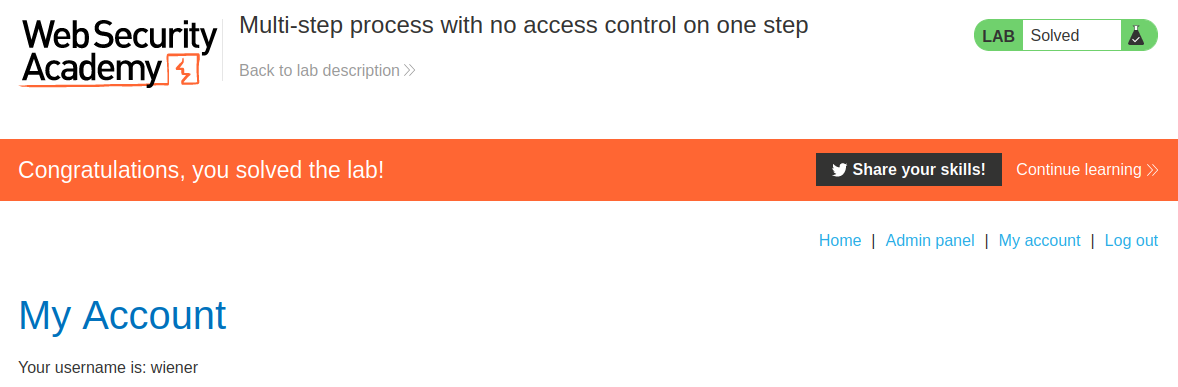 Web Security
Academy
Multi-step process with no access control on one step
Back to lab description
LAB Solved
Congratulations, you solved the lab!
Share your skills! Continue learning
Home | Admin panel | My account | Log out
My Account
Your username is: wiener